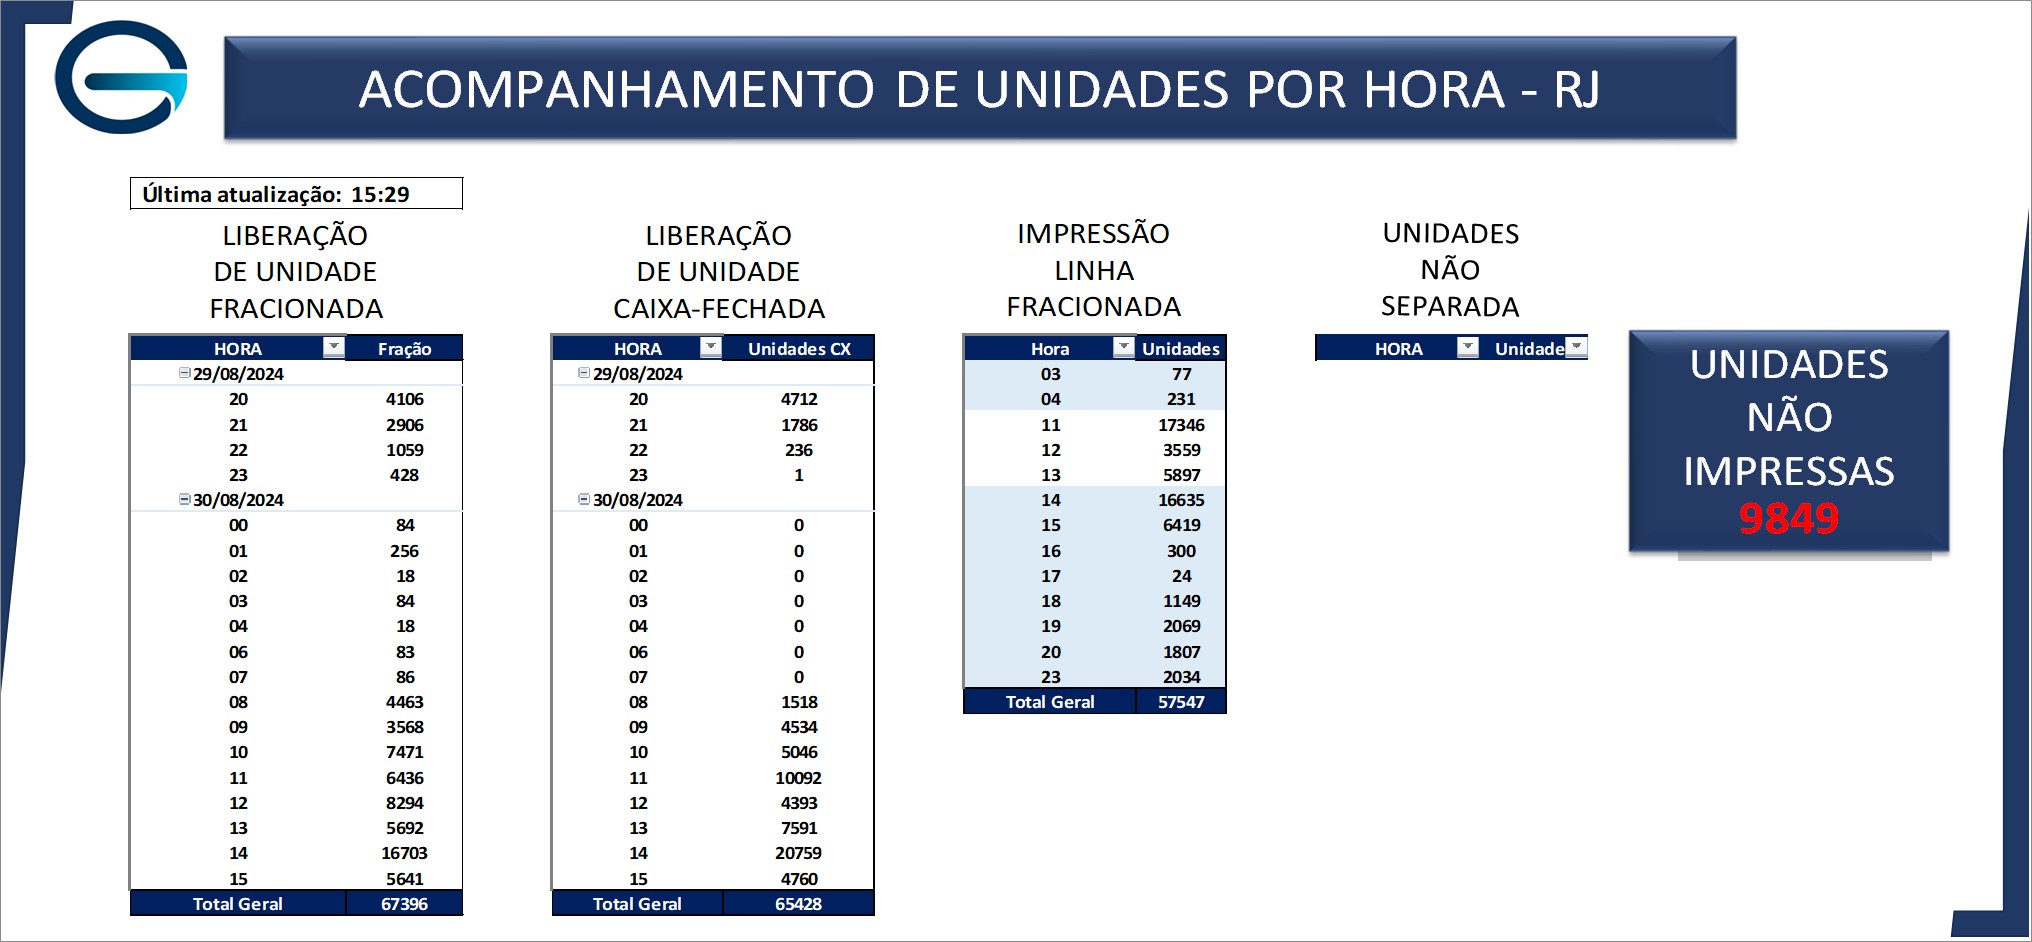 ACOMPANHAMENTO DE UNIDADES POR HORA - RJ
Última atualização: 15:29
LIBERAÇÃO
DE UNIDADE
FRACIONADA
HORA Fração
29/08/2024
20 4106
21 2906
22 1059
23 428
30/08/2024
00 84
01 256
02 18
03 84
04 18
06 83
07 86
08 4463
09 3568
10 7471
11 6436
12 8294
13 5692
14 16703
15 5641
Total Geral 67396
LIBERAÇÃO
DE UNIDADE
CAIXA-FECHADA
HORA Unidades CX
29/08/2024
20 4712
21 1786
22 236
23 1
30/08/2024
00 0
01 0
02 0
03 0
04 0
06 0
07 0
08 1518
09 4534
10 5046
11 10092
12 4393
13 7591
14 20759
15 4760
Total Geral 65428
IMPRESSÃO
LINHA
FRACIONADA
Hora Unidades
03 77
04 231
11 17346
12 3559
13 5897
14 16635
15 6419
16 300
17 24
18 1149
19 2069
20 1807
23 2034
Total Geral 57547
UNIDADES
NÃO
SEPARADA
HORA Unidade
UNIDADES
NÃO
IMPRESSAS
9849